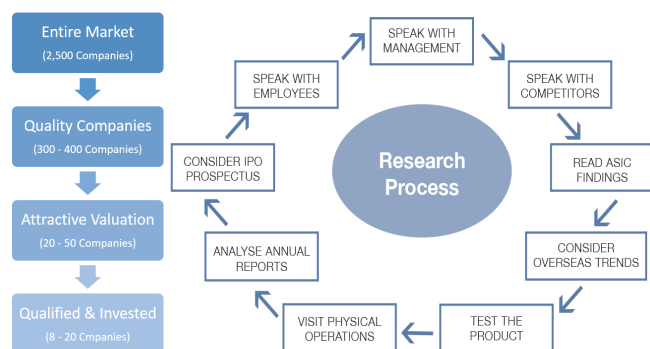 Entire Market
(2,500 Companies)
Quality Companies
(300 - 400 Companies)
Attractive Valuation
(20 - 50 Companies)
Qualified & Invested
(8 - 20 Cmpanies)
Research
Process
SPEAK WITH
MANAGEMENT
SPEAK WITH
COMPETITORS
READ ASIC
FINDINGS
CONSIDER
OVERSEAS TRENDS
TEST THE
PRODUCT
VISIT PHYSICAL
OPERATIONS
ANALYSE ANNUAL
REPORTS
CONSIDER IPO
PROSPECTUS
SPEAK WITH
EMPLOYEES